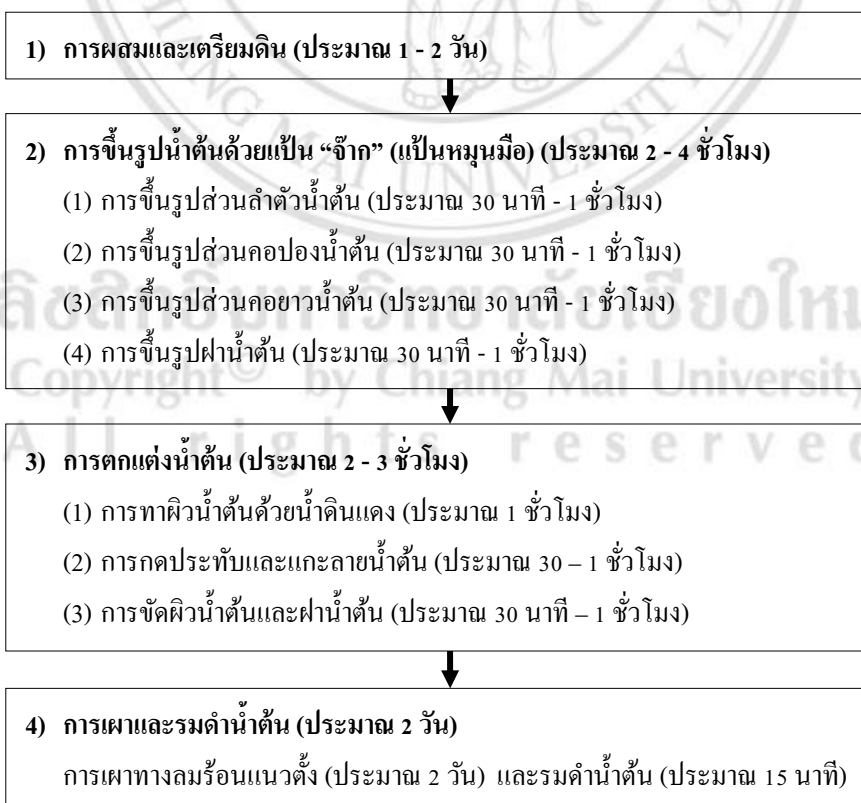 1) การผสมและเตรียมดิน (ประมาณ 1 - 2 วัน)
2) การขึ้นรูปน้ำต้นด้วยแป้น “จ๊าก” (แป้นหมุนมือ) (ประมาณ 2 - 4 ชั่วโมง)
(1) การขึ้นรูปส่วนลำตัวน้ำต้น (ประมาณ 30 นาที - 1 ชั่วโมง)
(2) การขึ้นรูปส่วนคอปองน้ำต้น (ประมาณ 30 นาที - 1 ชั่วโมง)
(3) การขึ้นรูปส่วนคอยาวน้ำต้น (ประมาณ 30 นาที - 1 ชั่วโมง)
(4) การขึ้นรูปฝาน้ำต้น (ประมาณ 30 นาที - 1 ชั่วโมง)
Copyright© by Chiang Mai University
All rights reserved
3) การตกแต่งน้ำต้น (ประมาณ 2 - 3 ชั่วโมง)
(1) การทาผิวน้ำต้นด้วยน้ำดินแดง (ประมาณ 1 ชั่วโมง)
(2) การกดประทับและแกะลายน้ำต้น (ประมาณ 30 – 1 ชั่วโมง)
(3) การขัดผิวน้ำต้นและฝาน้ำต้น (ประมาณ 30 นาที – 1 ชั่วโมง)
4) การเผาและรมดำน้ำต้น (ประมาณ 2 วัน)
การเผาทางลมร้อนแนวตั้ง (ประมาณ 2 วัน) และรมดำน้ำต้น (ประมาณ 15 นาที)